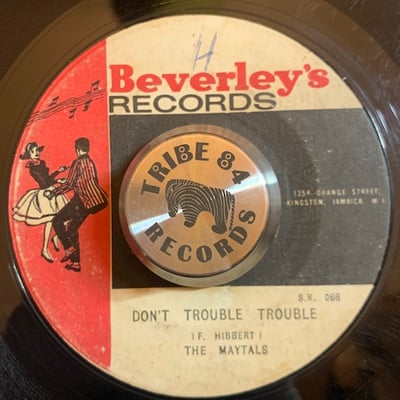 H
Beverley's
RECORDS
TRIBE 84
RECORDS
135A ORANGE STREET
KINGSTON, JAMAICA W I
S.R. 066
DON'T TROUBLE TROUBLE
(F. HIBBERT)
THE MAYTALS